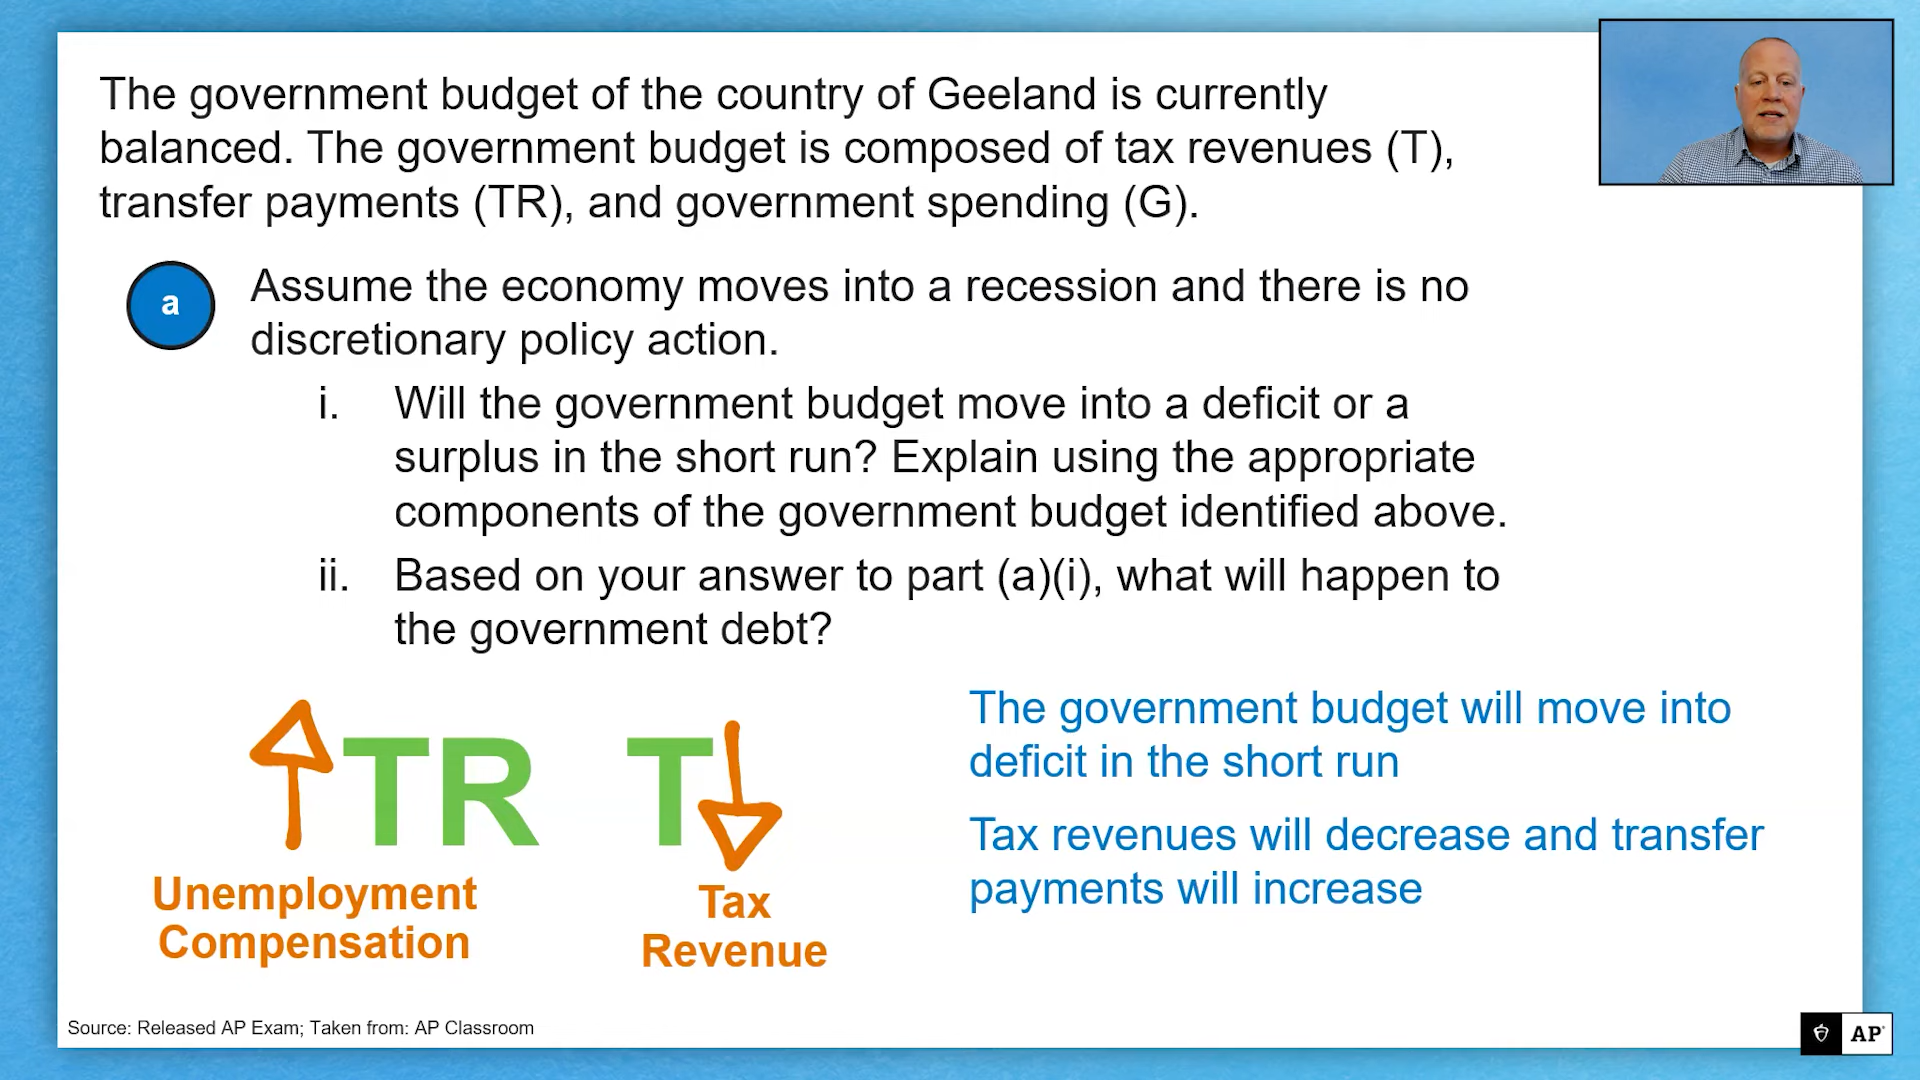 The government budget of the country of Geeland is currently
balanced. The government budget is composed of tax revenues (T),
transfer payments (TR), and government spending (G).
a
Assume the economy moves into a recession and there is no
discretionary policy action.
i. Will the government budget move into a deficit or a
surplus in the short run? Explain using the appropriate
components of the government budget identified above.
ii. Based on your answer to part (a)(i), what will happen to
the government debt?
TR
Unemployment
Compensation
T
Tax
Revenue
The government budget will move into
deficit in the short run
Tax revenues will decrease and transfer
payments will increase
Source: Released AP Exam; Taken from: AP Classroom
AP